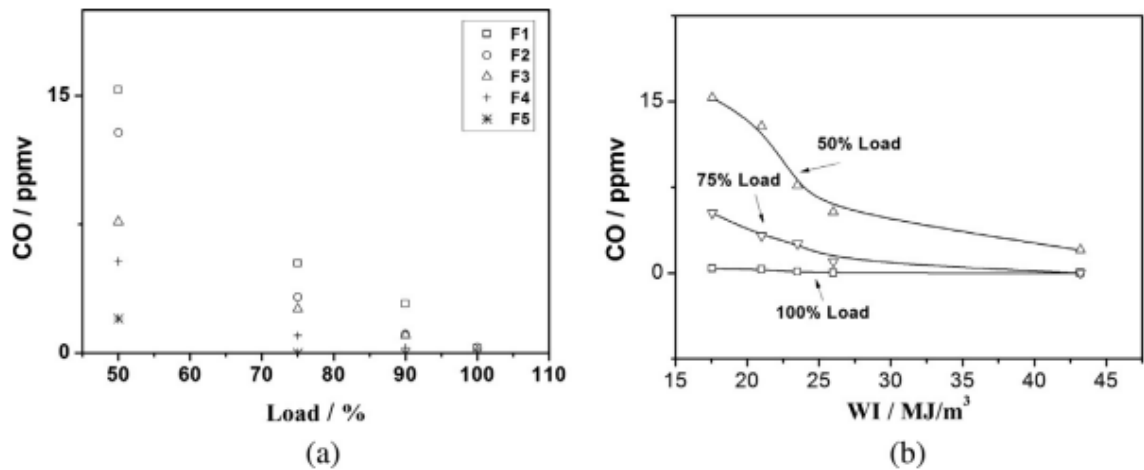 F1
F2
F3
F4
F5
15
0
CO / ppmv
50 60 70 80 90 100 110
Load / %
(a)
15
0
CO / ppmv
50% Load
75% Load
100% Load
15 20 25 30 35 40 45
WI / MJ/m³
(b)